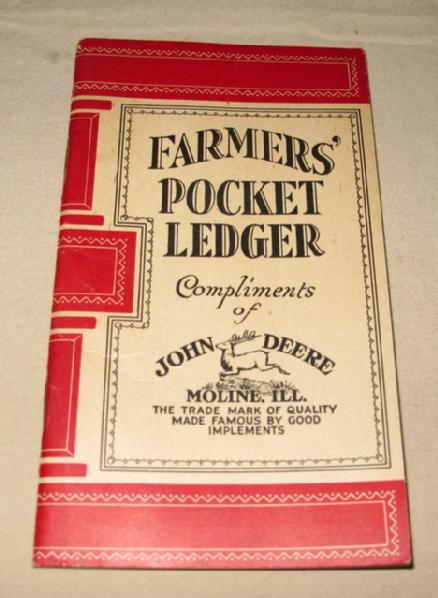 FARMERS'
POCKET
LEDGER
Compliments
of
JOHN DEERE
MOLINE, ILL.
THE TRADE MARK OF QUALITY
MADE FAMOUS BY GOOD
IMPLEMENTS